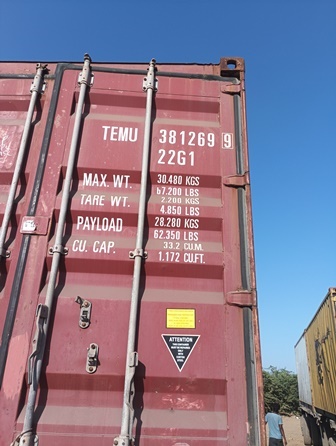 TEMU 381269 9
22G1
MAX. WT. 30.480 KGS
67.200 LBS
TARE WT. 2.200 KGS
4.850 LBS
PAYLOAD 28.280 KGS
62.350 LBS
CU. CAP. 33.2 CU.M.
1.172 CU.FT.
ATTENTION